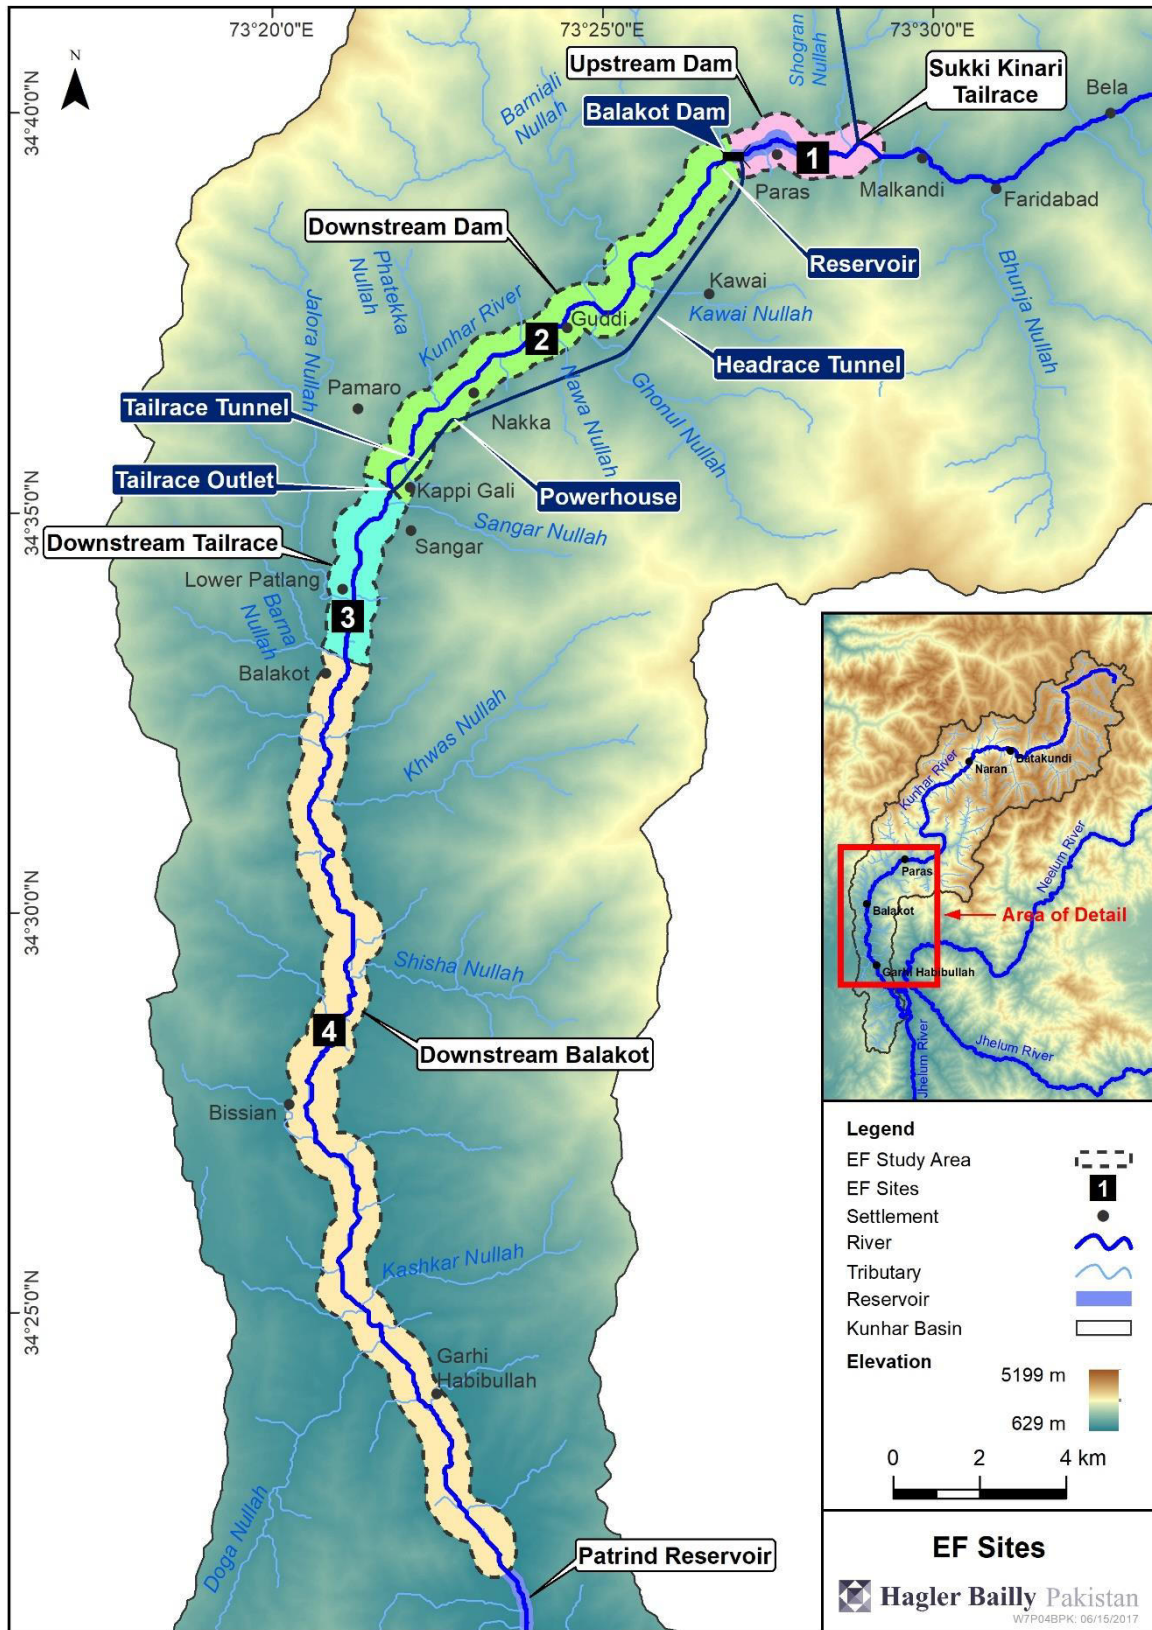 73°20'0"E
73°25'0"E
73°30'0"E
N
34°40'0"N
34°35'0"N
34°30'0"N
34°25'0"N
Upstream Dam
Shogran
Nullah
Sukki Kinari
Tailrace
Bela
Balakot Dam
Barniali
Nullah
1
Paras
Malkandi
Faridabad
Downstream Dam
Reservoir
Phatekka
Nullah
Kawai
Kawai Nullah
Bhunja Nullah
Jalora Nullah
Kunhar River
Guddi
2
Headrace Tunnel
Pamaro
Nawa Nullah
Ghonul Nullah
Tailrace Tunnel
Nakka
Tailrace Outlet
Kappi Gali
Powerhouse
Sangar Nullah
Downstream Tailrace
Sangar
Lower Patlang
Barna
Nullah
3
Balakot
Khwas Nullah
Shisha Nullah
4
Downstream Balakot
Bissian
Kashkar Nullah
Garhi
Habibullah
Doga Nullah
Patrind Reservoir
Batakundi
Naran
Kunhar River
Neelum River
Paras
Balakot
Area of Detail
Garhi Habibullah
Jhelum River
Jhelum River
Legend
EF Study Area
EF Sites
1
Settlement
River
Tributary
Reservoir
Kunhar Basin
Elevation
5199 m
629 m
0 2 4 km
EF Sites
Hagler Bailly Pakistan
W7P04BPK: 06/15/2017